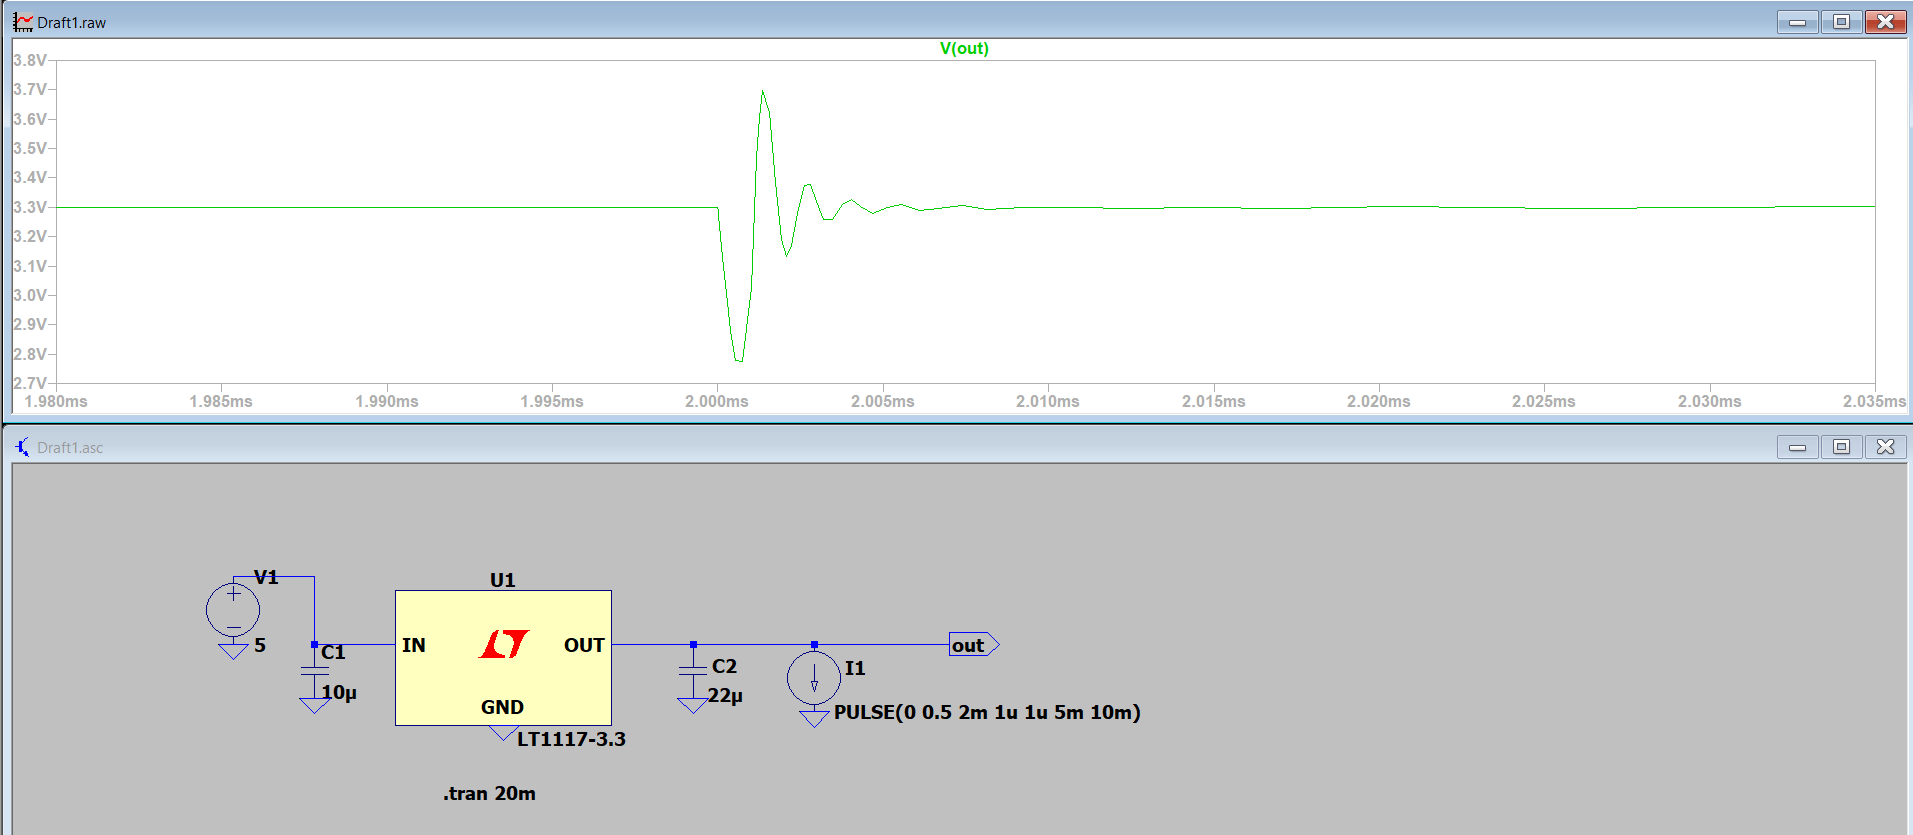 Draft1.raw
V(out)
3.8V
3.7V
3.6V
3.5V
3.4V
3.3V
3.2V
3.1V
3.0V
2.9V
2.8V
2.7V
1.980ms 1.985ms 1.990ms 1.995ms 2.000ms 2.005ms 2.010ms 2.015ms 2.020ms 2.025ms 2.030ms 2.035ms
Draft1.asc
V1
5
C1
10µ
U1
IN
OUT
GND
LT1117-3.3
C2
22µ
I1
PULSE(0 0.5 2m 1u 1u 5m 10m)
out
.tran 20m